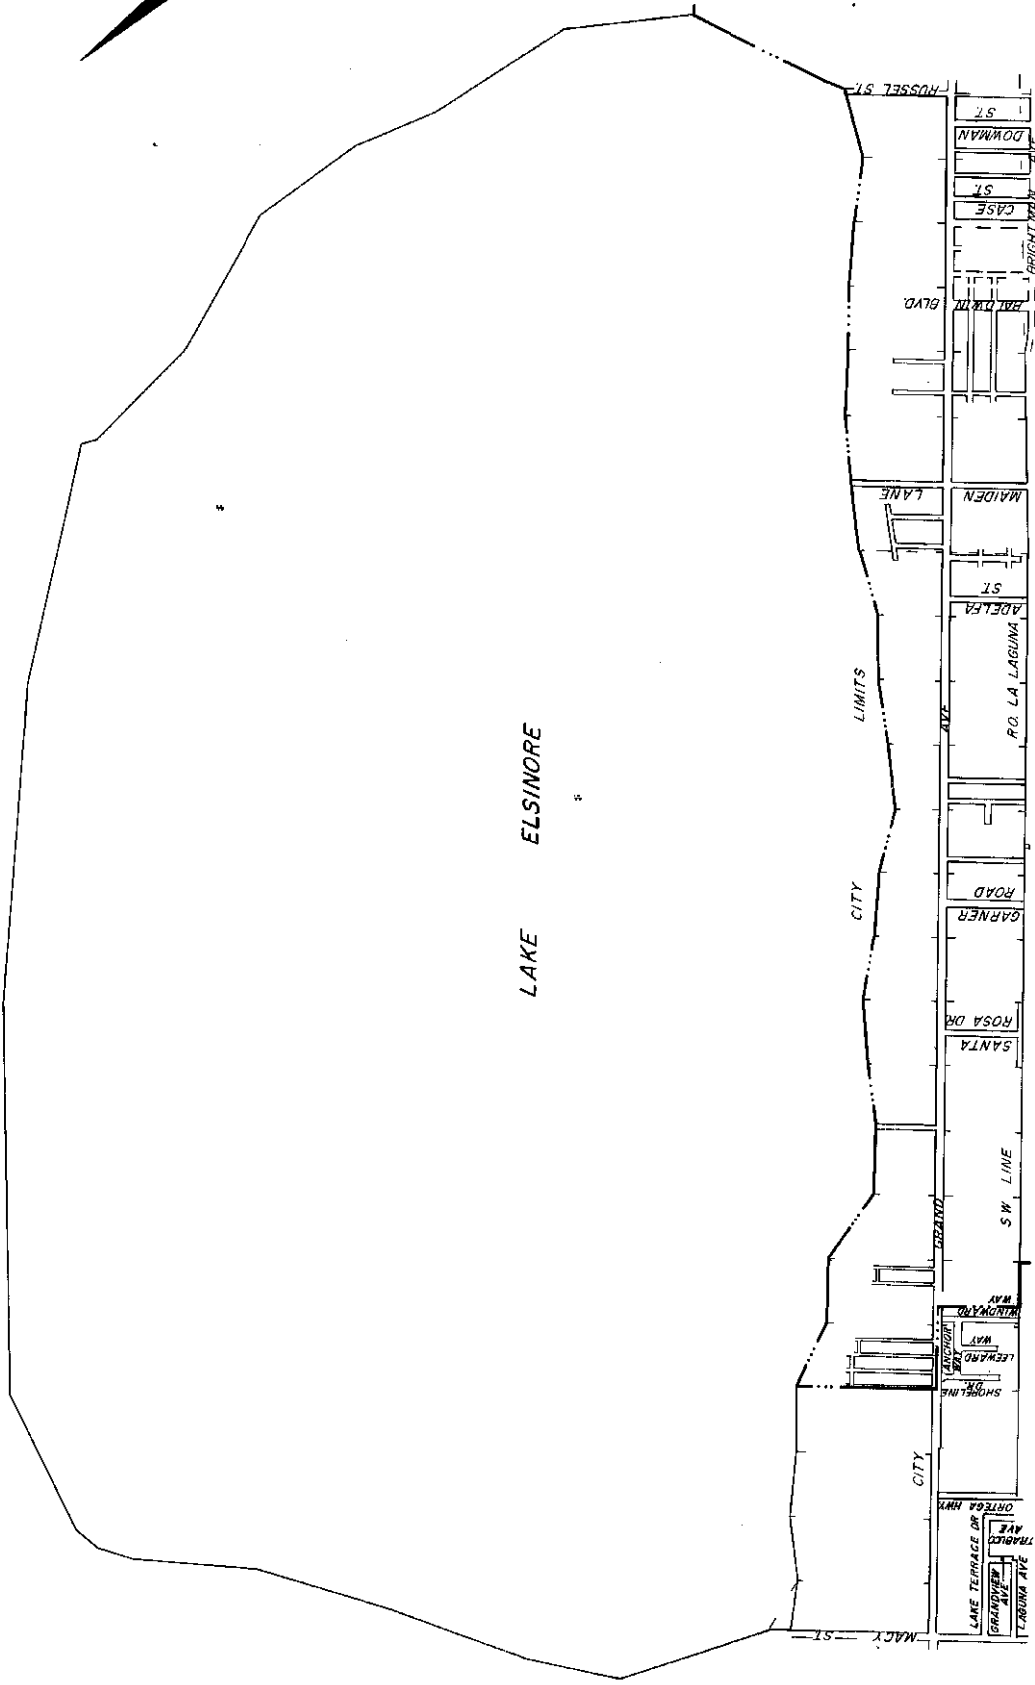 RUSSEL ST.
DOWMAN ST.
CASE ST.
BRIGHTMAN AVE
BALDWIN BLVD.
MAIDEN LANE
ADELFA ST.
LIMITS
CITY
AVE
RO. LA LAGUNA
LAKE ELSINORE
GARNER ROAD
SANTA ROSA DR
GRAND
SW LINE
WINDWARD WAY
ANCHOR WAY
LEEWARD WAY
SHORELINE DR.
CITY
ORTEGA HWY.
LAKE TERRACE DR
TRABUCO AVE
GRANDVIEW AVE
LAGUNA AVE
MACY ST.